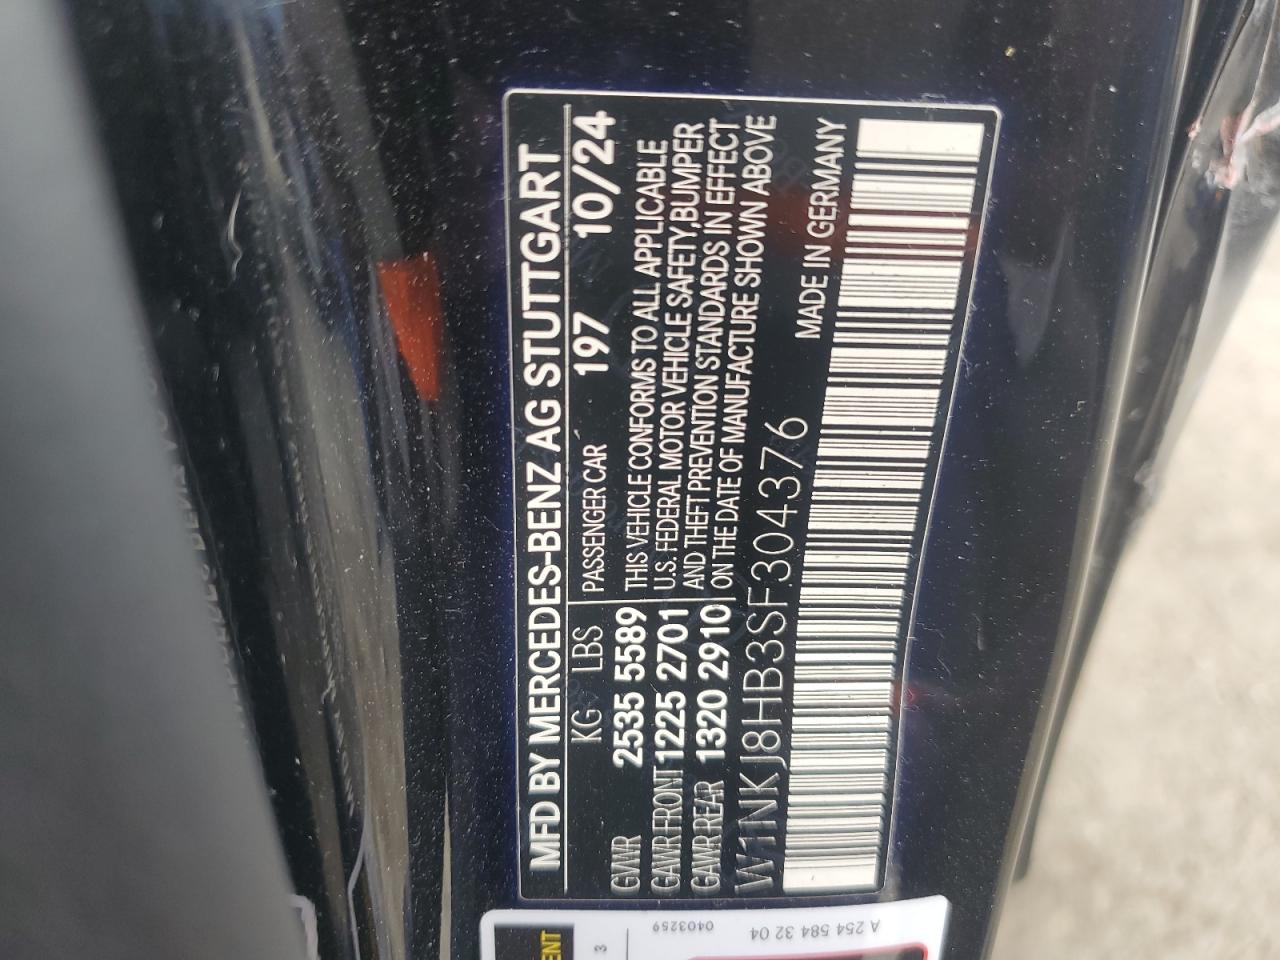 MFD BY MERCEDES-BENZ AG STUTTGART
KG LBS PASSENGER CAR 197 10/24
GWR 2535 5589 THIS VEHICLE CONFORMS TO ALL APPLICABLE
GAWR FRONT 1225 2701 U.S. FEDERAL MOTOR VEHICLE SAFETY,BUMPER
GAWR REAR 1320 2910 AND THEFT PREVENTION STANDARDS IN EFFECT
ON THE DATE OF MANUFACTURE SHOWN ABOVE
W1NKJ8HB3SF304376 MADE IN GERMANY
3
0403259
A 254 584 32 04